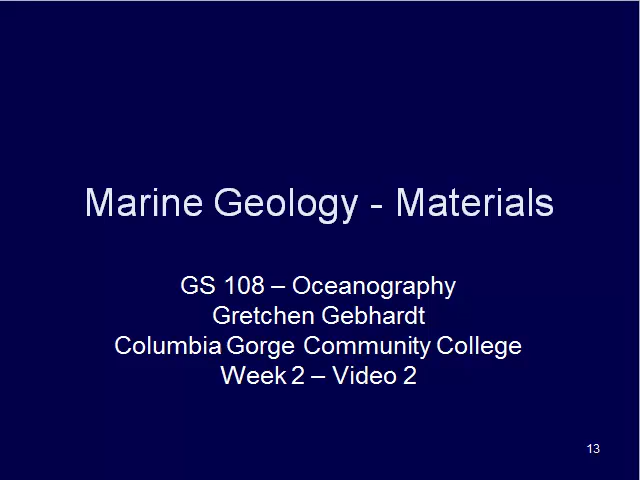 Marine Geology - Materials
GS 108 – Oceanography
Gretchen Gebhardt
Columbia Gorge Community College
Week 2 – Video 2
13